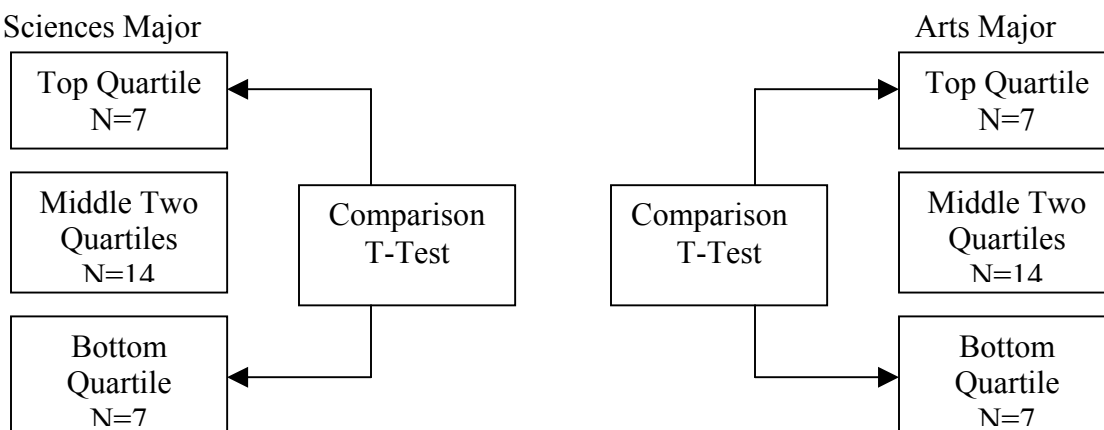 Sciences Major
Top Quartile
N=7
Middle Two
Quartiles
N=14
Bottom
Quartile
N=7
Comparison
T-Test
Comparison
T-Test
Arts Major
Top Quartile
N=7
Middle Two
Quartiles
N=14
Bottom
Quartile
N=7